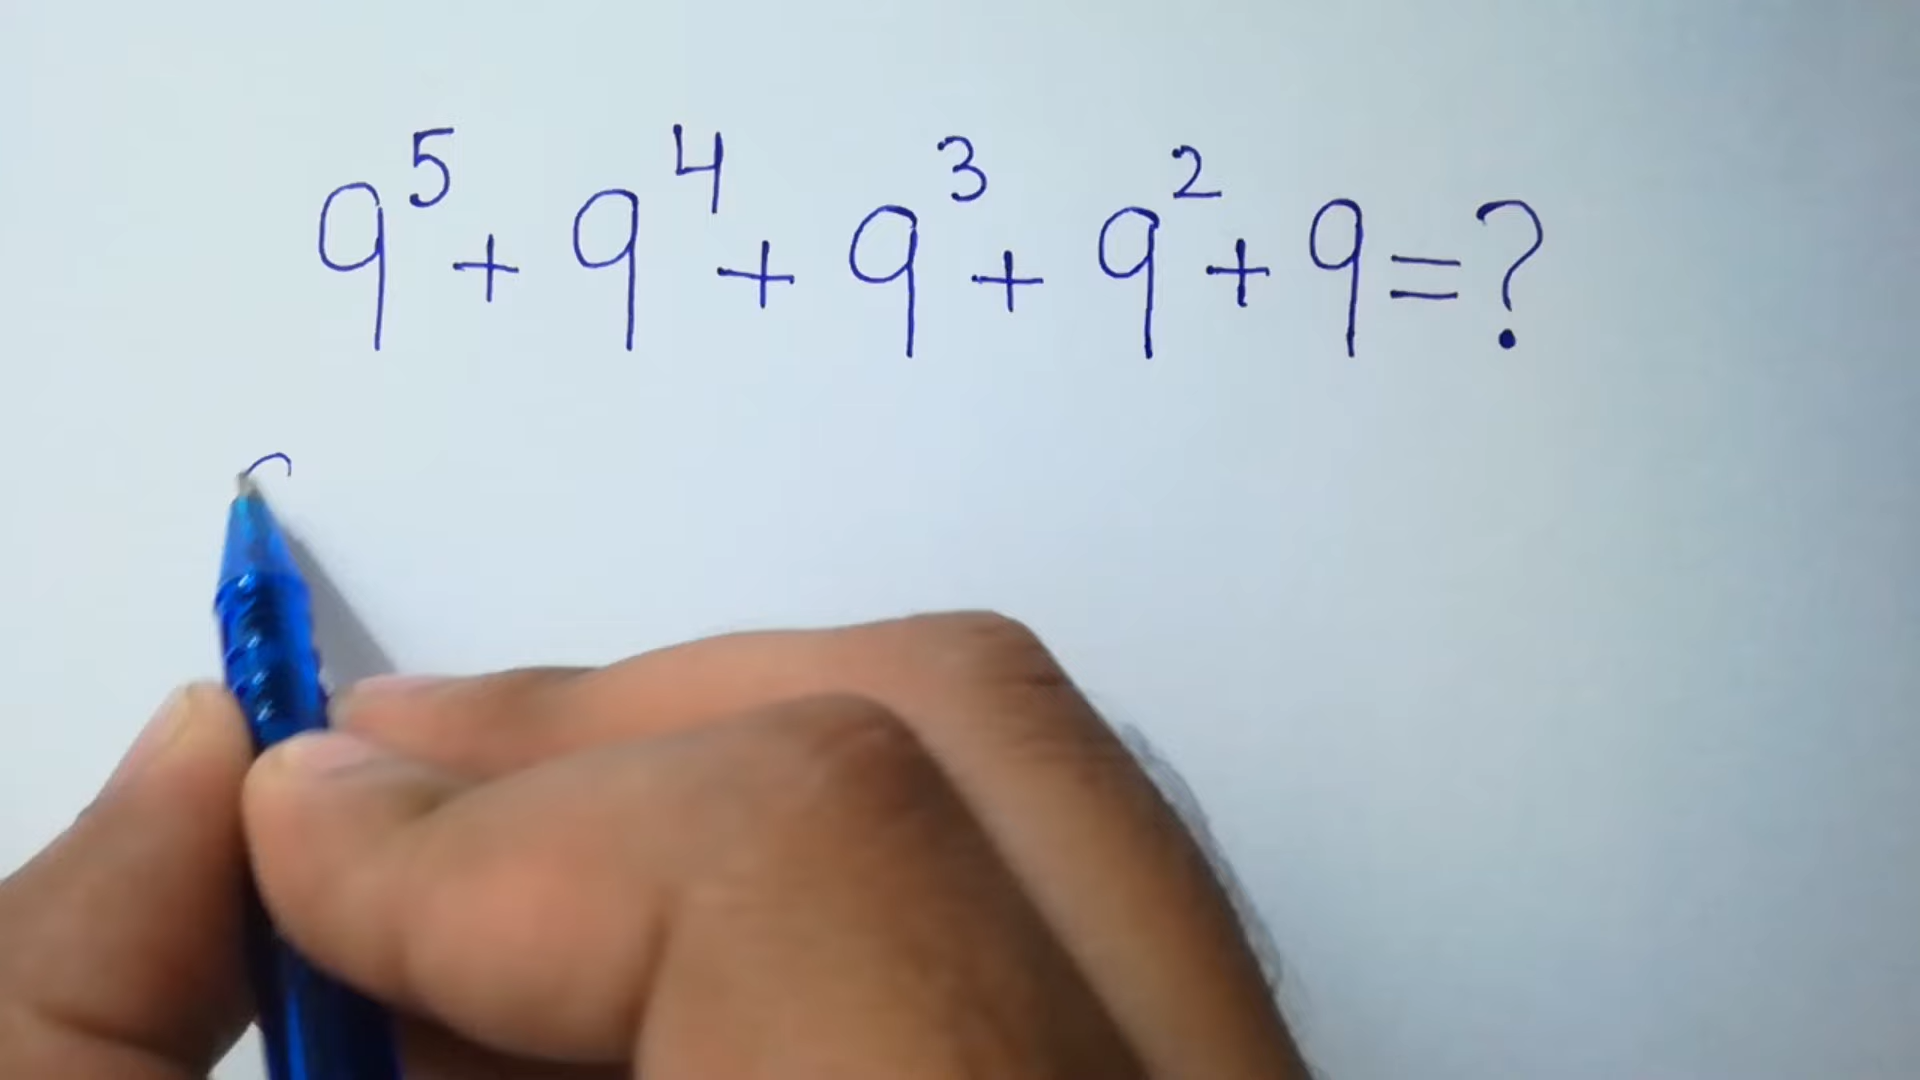 9⁵ + 9⁴ + 9³ + 9² + 9 = ?